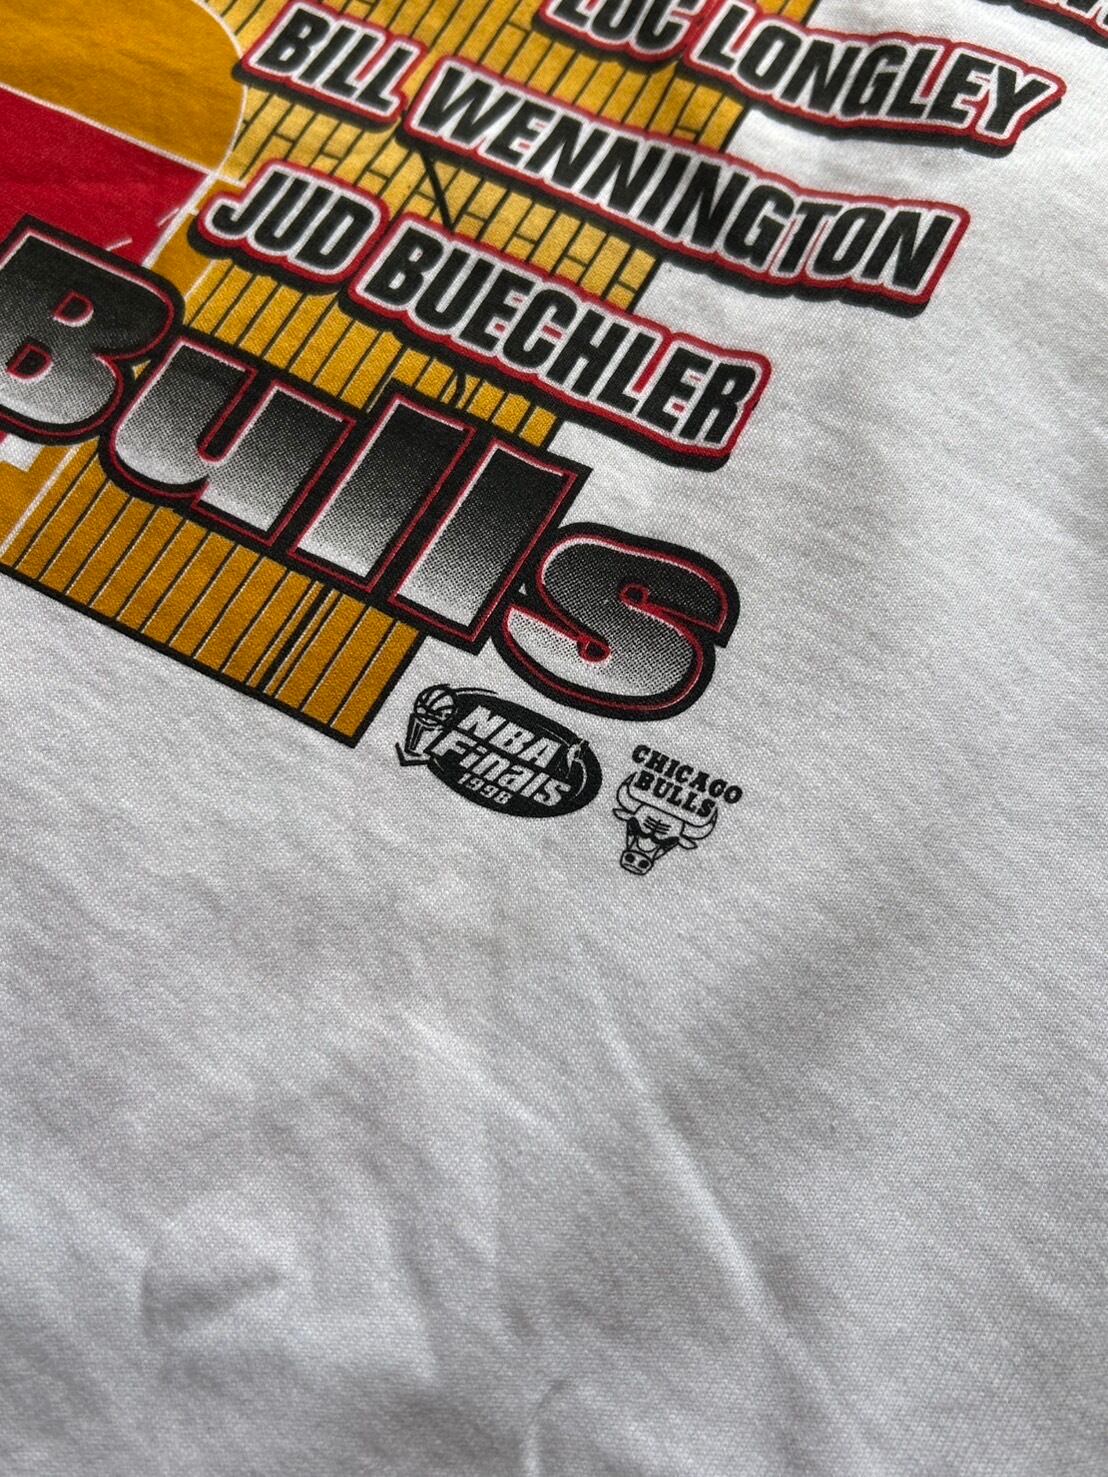 LUC LONGLEY
BILL WENNINGTON
JUD BUECHLER
Bulls
NBA
Finals
1998
CHICAGO
BULLS